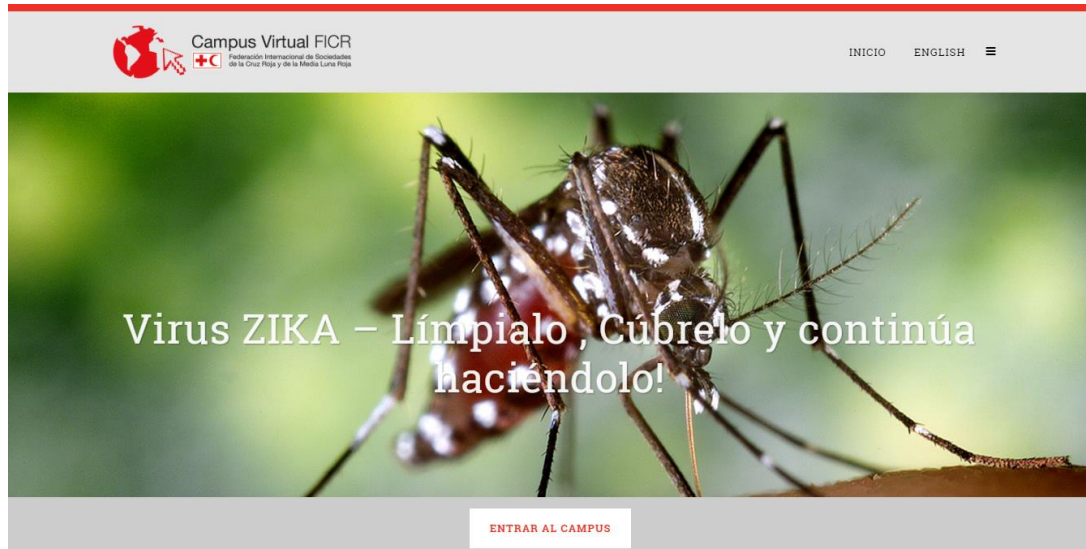 Campus Virtual FICR
Federación Internacional de Sociedades
de la Cruz Roja y de la Media Luna Roja
INICIO ENGLISH
Virus ZIKA – Límpialo , Cúbrelo y continúa
haciéndolo!
ENTRAR AL CAMPUS